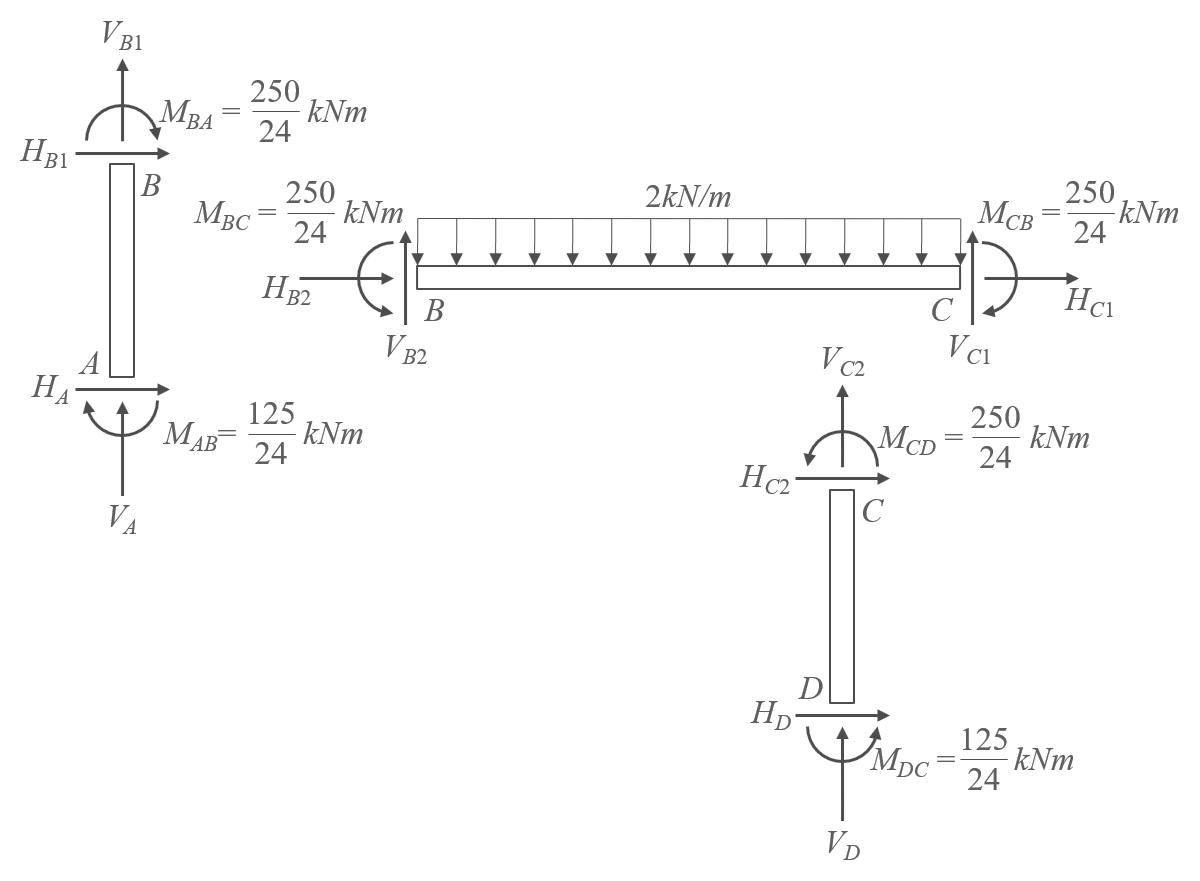 V_{B1}
M_{BA} = \frac{250}{24} kNm
H_{B1}
B
A
H_A
M_{AB}= \frac{125}{24} kNm
V_A
M_{BC} = \frac{250}{24} kNm
2kN/m
M_{CB} = \frac{250}{24} kNm
H_{B2}
B
C
H_{C1}
V_{B2}
V_{C1}
V_{C2}
M_{CD} = \frac{250}{24} kNm
H_{C2}
C
D
H_D
M_{DC} = \frac{125}{24} kNm
V_D